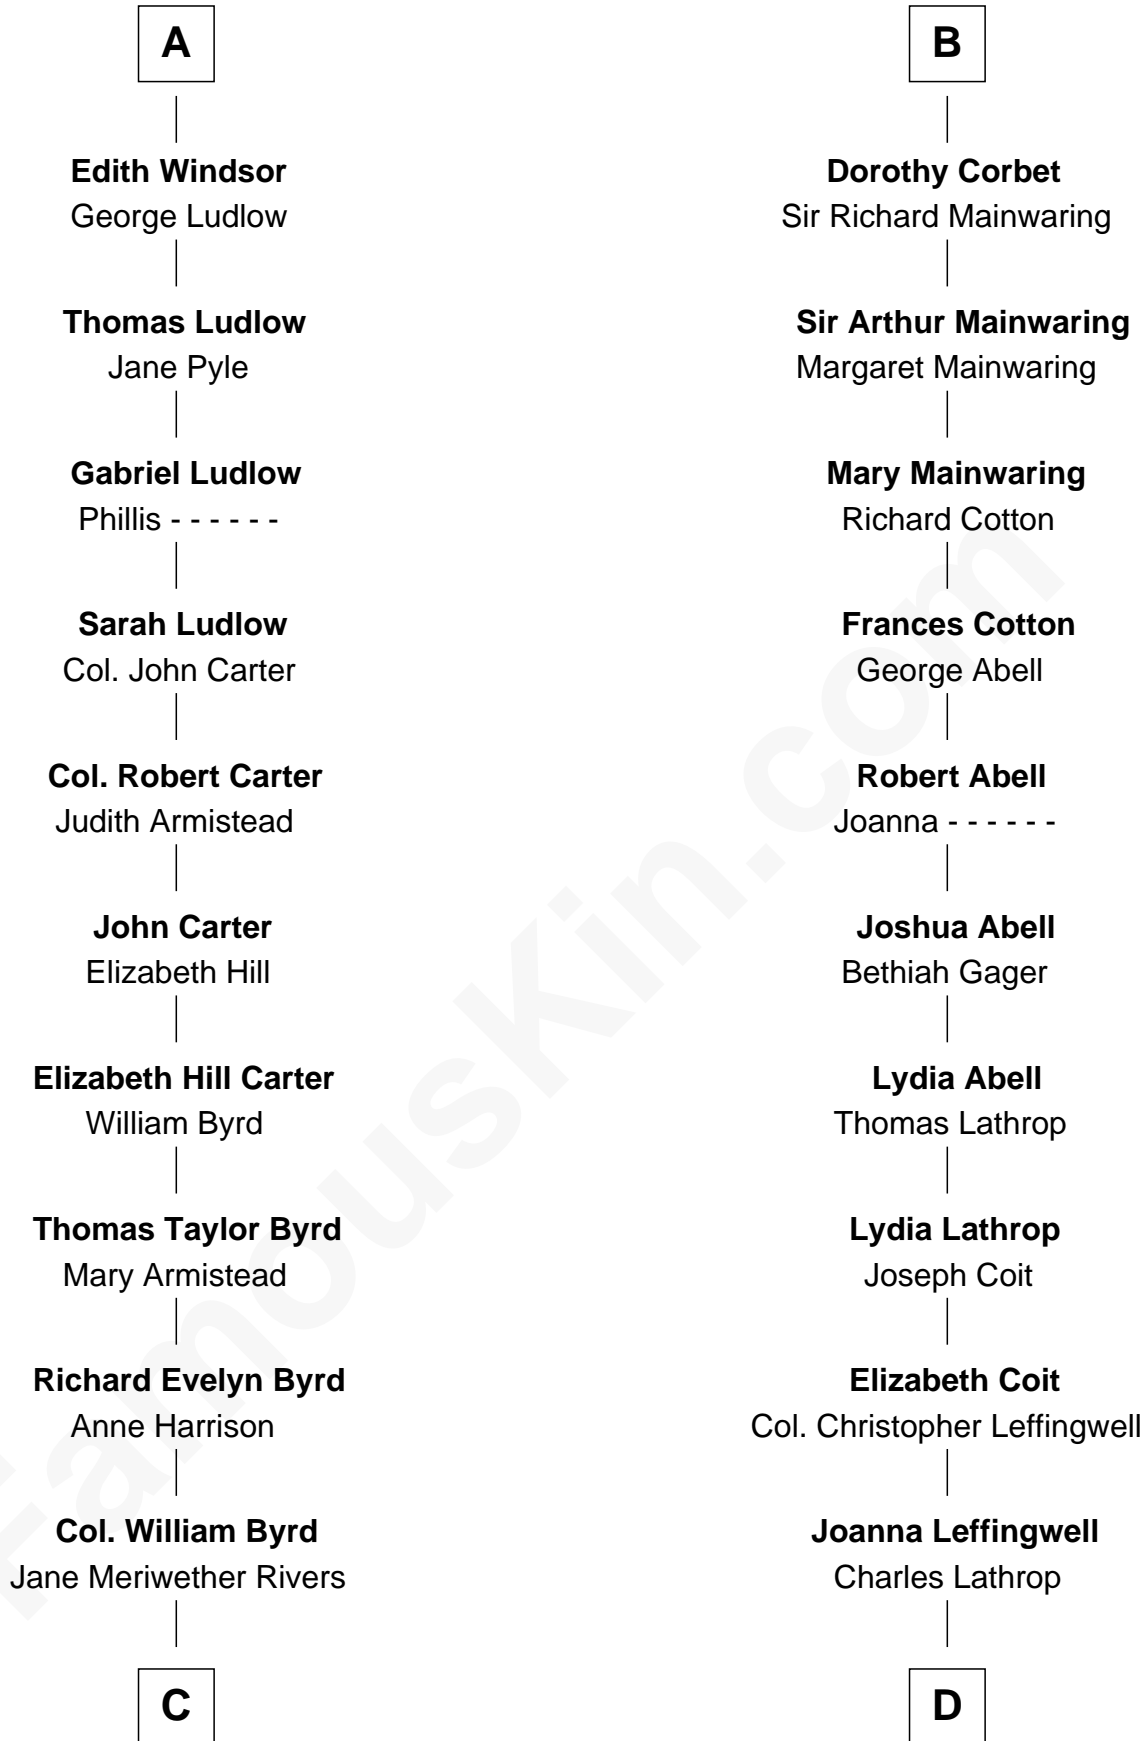 A
Edith Windsor
George Ludlow
Thomas Ludlow
Jane Pyle
Gabriel Ludlow
Phillis - - - - - -
Sarah Ludlow
Col. John Carter
Col. Robert Carter
Judith Armistead
John Carter
Elizabeth Hill
Elizabeth Hill Carter
William Byrd
Thomas Taylor Byrd
Mary Armistead
Richard Evelyn Byrd
Anne Harrison
Col. William Byrd
Jane Meriwether Rivers
C
B
Dorothy Corbet
Sir Richard Mainwaring
Sir Arthur Mainwaring
Margaret Mainwaring
Mary Mainwaring
Richard Cotton
Frances Cotton
George Abell
Robert Abell
Joanna - - - - - -
Joshua Abell
Bethiah Gager
Lydia Abell
Thomas Lathrop
Lydia Lathrop
Joseph Coit
Elizabeth Coit
Col. Christopher Leffingwell
Joanna Leffingwell
Charles Lathrop
D
FamousKin.com